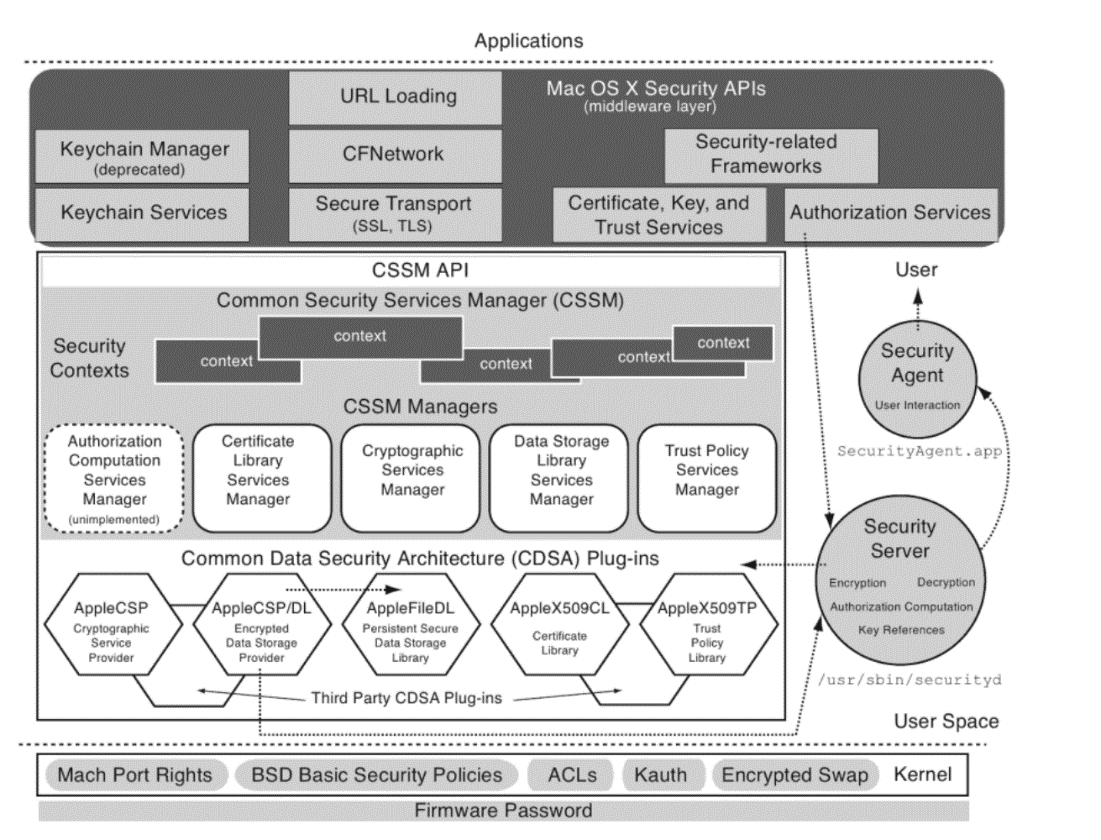 Applications
Mac OS X Security APIs
(middleware layer)
URL Loading
Keychain Manager
(deprecated)
CFNetwork
Security-related
Frameworks
Keychain Services
Secure Transport
(SSL, TLS)
Certificate, Key, and
Trust Services
Authorization Services
CSSM API
Common Security Services Manager (CSSM)
Security
Contexts
context
context
context
context
context
CSSM Managers
Authorization
Computation
Services
Manager
(unimplemented)
Certificate
Library
Services
Manager
Cryptographic
Services
Manager
Data Storage
Library
Services
Manager
Trust Policy
Services
Manager
Common Data Security Architecture (CDSA) Plug-ins
AppleCSP
Cryptographic
Service
Provider
AppleCSP/DL
Encrypted
Data Storage
Provider
AppleFileDL
Persistent Secure
Data Storage
Library
AppleX509CL
Certificate
Library
AppleX509TP
Trust
Policy
Library
Third Party CDSA Plug-ins
User
Security
Agent
User Interaction
SecurityAgent.app
Security
Server
Encryption Decryption
Authorization Computation
Key References
/usr/sbin/securityd
User Space
Mach Port Rights
BSD Basic Security Policies
ACLs
Kauth
Encrypted Swap
Kernel
Firmware Password